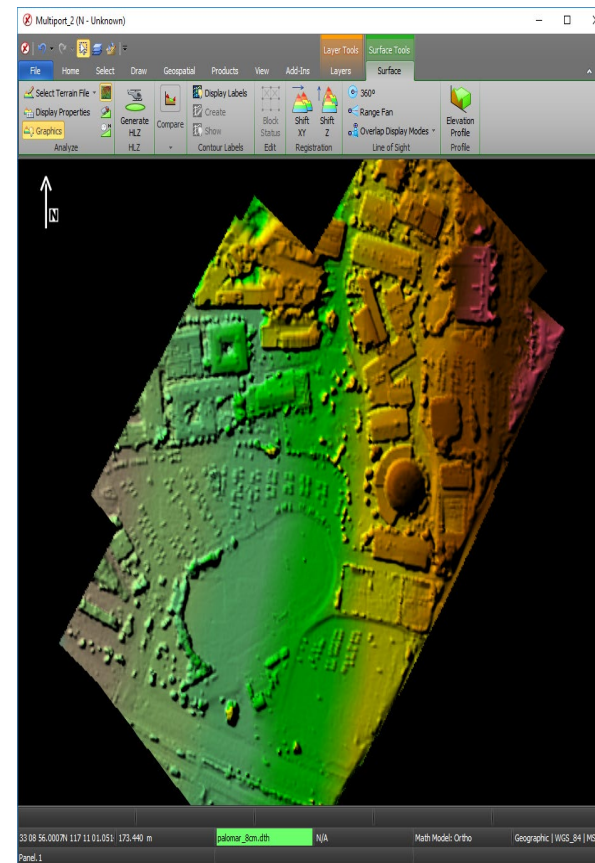 Multiport_2 (N - Unknown)
Layer Tools Surface Tools
File Home Select Draw Geospatial Products View Add-Ins Layers Surface
Select Terrain File
Display Properties
Graphics
Analyze
Generate HLZ
HLZ
Compare
Display Labels
Create
Show
Contour Labels
Block Status
Edit
Shift XY
Shift Z
Registration
360º
Range Fan
Overlap Display Modes
Line of Sight
Elevation Profile
Profile
N
33 08 56.0007N 117 11 01.051 173.440 m palomar_8cm.dth N/A Math Model: Ortho Geographic | WGS_84 | MS
Panel.1